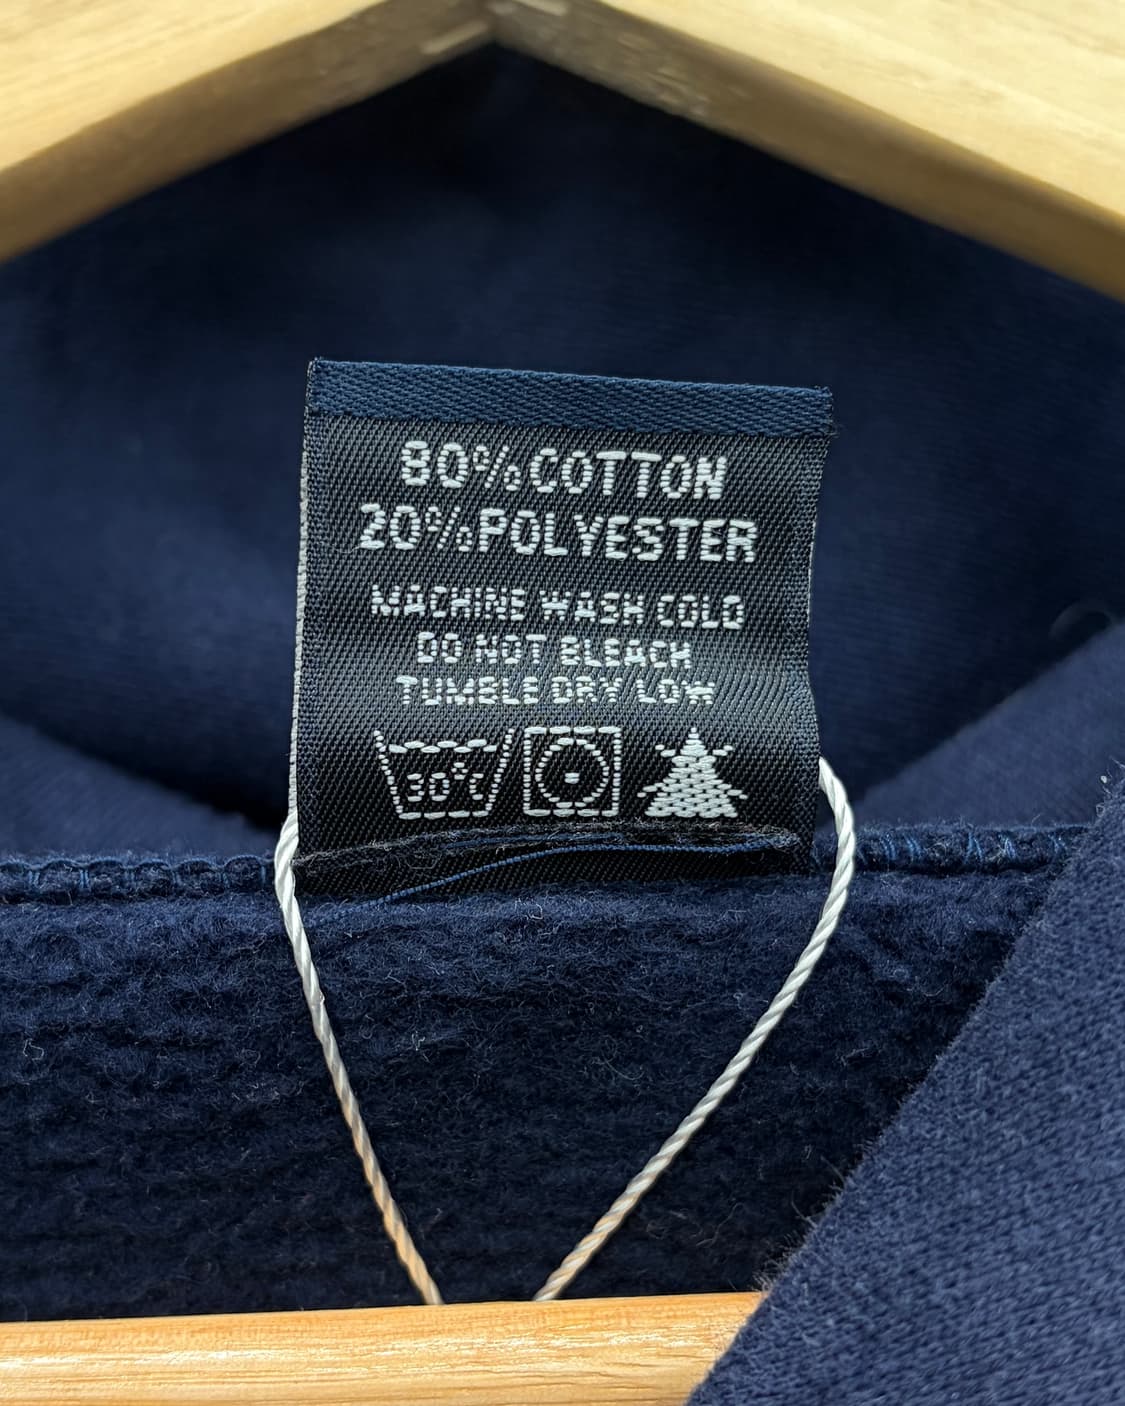 80%COTTON
20%POLYESTER
MACHINE WASH COLD
DO NOT BLEACH
TUMBLE DRY LOW
30°C